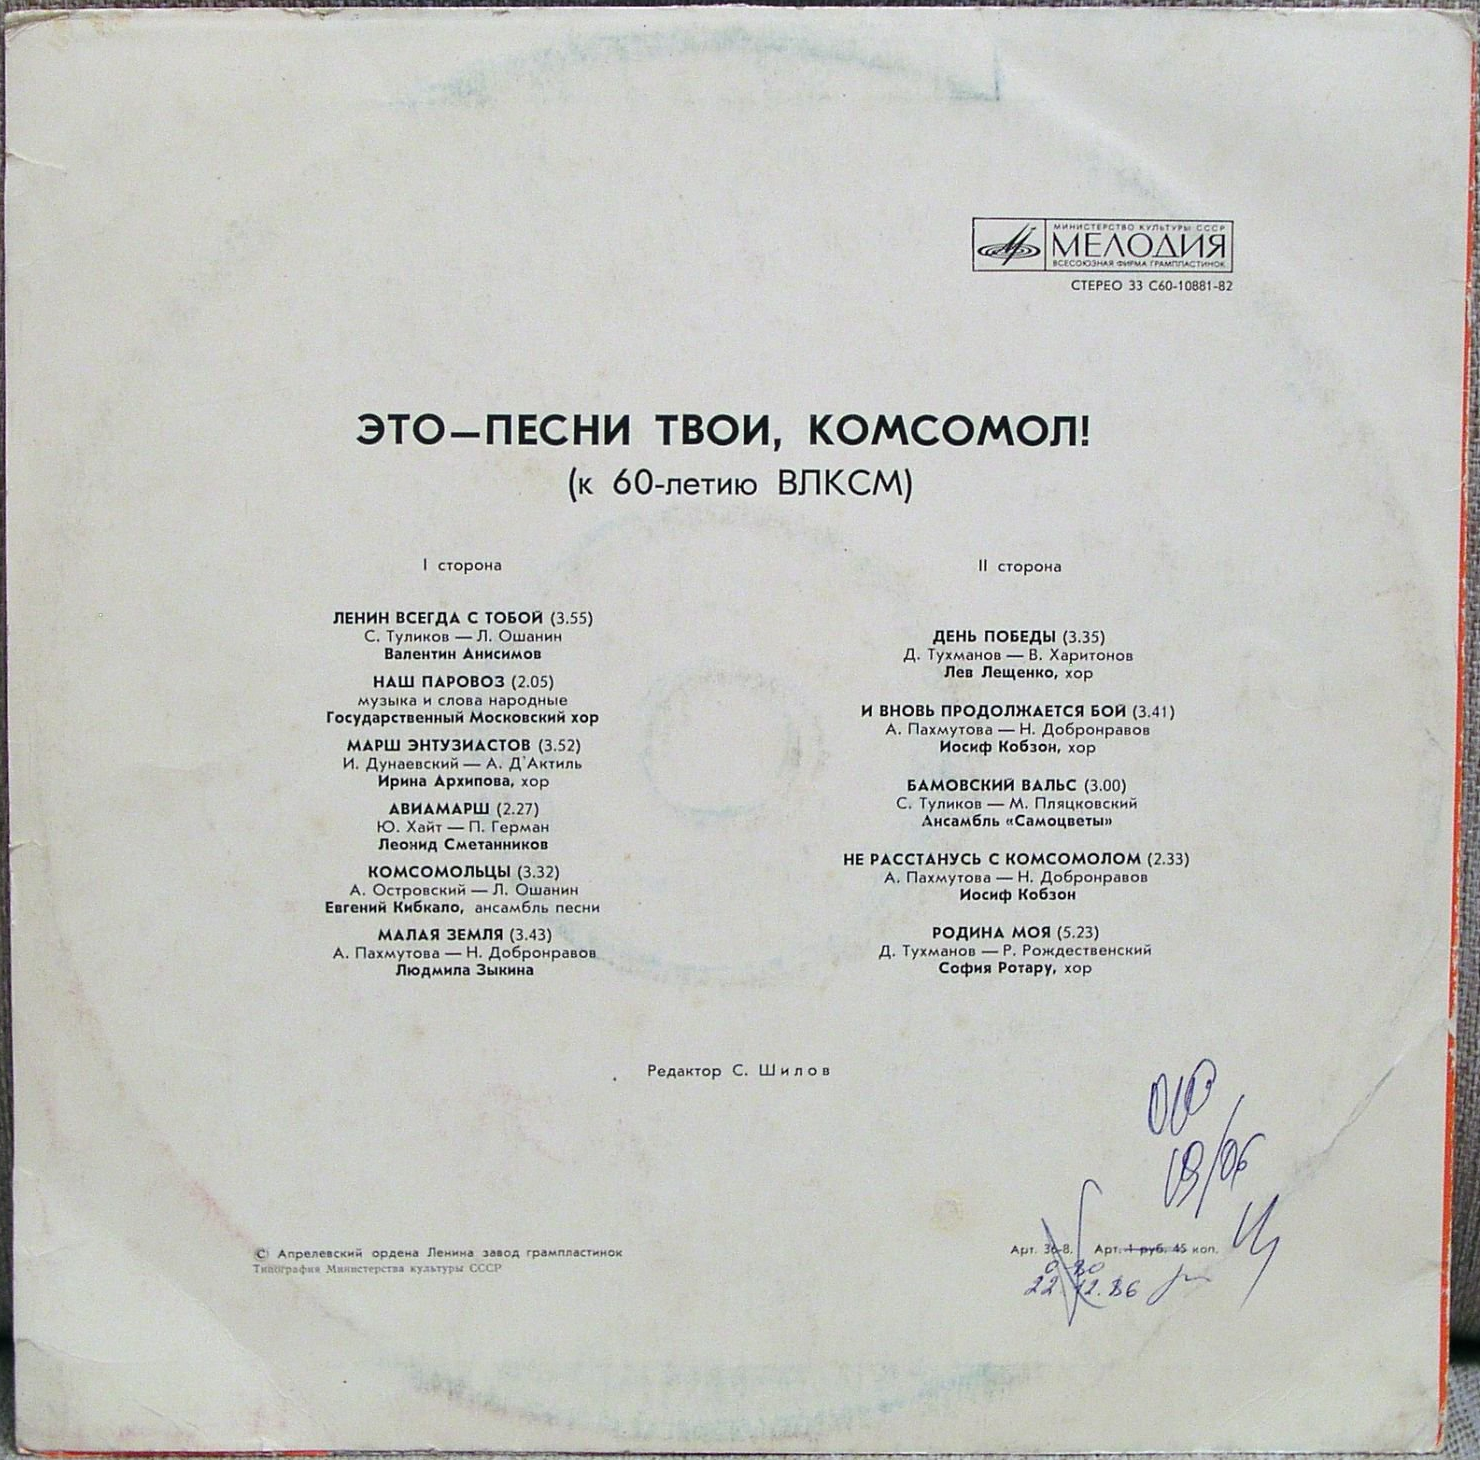 МИНИСТЕРСТВО КУЛЬТУРЫ СССР
МЕЛОДИЯ
ВСЕСОЮЗНАЯ ФИРМА ГРАМПЛАСТИНОК
СТЕРЕО 33 С60-10881-82
ЭТО—ПЕСНИ ТВОИ, КОМСОМОЛ!
(к 60-летию ВЛКСМ)
I сторона
ЛЕНИН ВСЕГДА С ТОБОЙ (3.55)
С. Туликов — Л. Ошанин
Валентин Анисимов
НАШ ПАРОВОЗ (2.05)
музыка и слова народные
Государственный Московский хор
МАРШ ЭНТУЗИАСТОВ (3.52)
И. Дунаевский — А. Д'Актиль
Ирина Архипова, хор
АВИАМАРШ (2.27)
Ю. Хайт — П. Герман
Леонид Сметанников
КОМСОМОЛЬЦЫ (3.32)
А. Островский — Л. Ошанин
Евгений Кибкало, ансамбль песни
МАЛАЯ ЗЕМЛЯ (3.43)
А. Пахмутова — Н. Добронравов
Людмила Зыкина
II сторона
ДЕНЬ ПОБЕДЫ (3.35)
Д. Тухманов — В. Харитонов
Лев Лещенко, хор
И ВНОВЬ ПРОДОЛЖАЕТСЯ БОЙ (3.41)
А. Пахмутова — Н. Добронравов
Иосиф Кобзон, хор
БАМОВСКИЙ ВАЛЬС (3.00)
С. Туликов — М. Пляцковский
Ансамбль «Самоцветы»
НЕ РАССТАНУСЬ С КОМСОМОЛОМ (2.33)
А. Пахмутова — Н. Добронравов
Иосиф Кобзон
РОДИНА МОЯ (5.23)
Д. Тухманов — Р. Рождественский
София Ротару, хор
Редактор С. Шилов
© Апрелевский ордена Ленина завод грампластинок
Типография Министерства культуры СССР
Арт. 36-8. Арт. 1 руб. 45 коп.
22.12.86